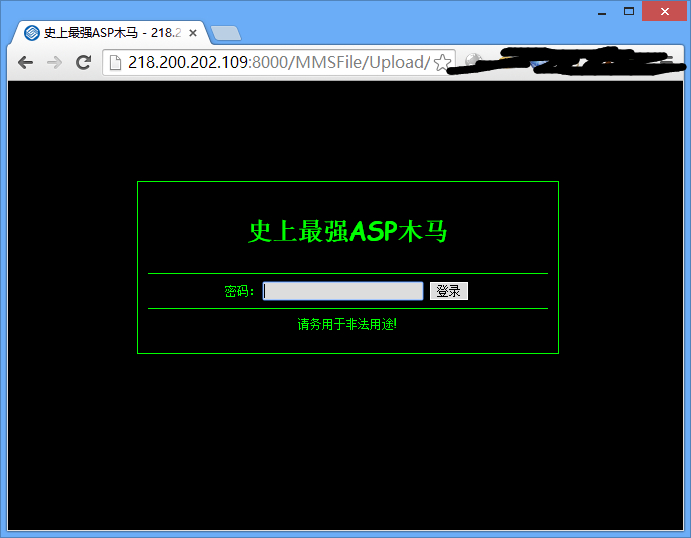 史上最强ASP木马 - 218.2
218.200.202.109:8000/MMSFile/Upload/
史上最强ASP木马
密码： 登录
请务用于非法用途!